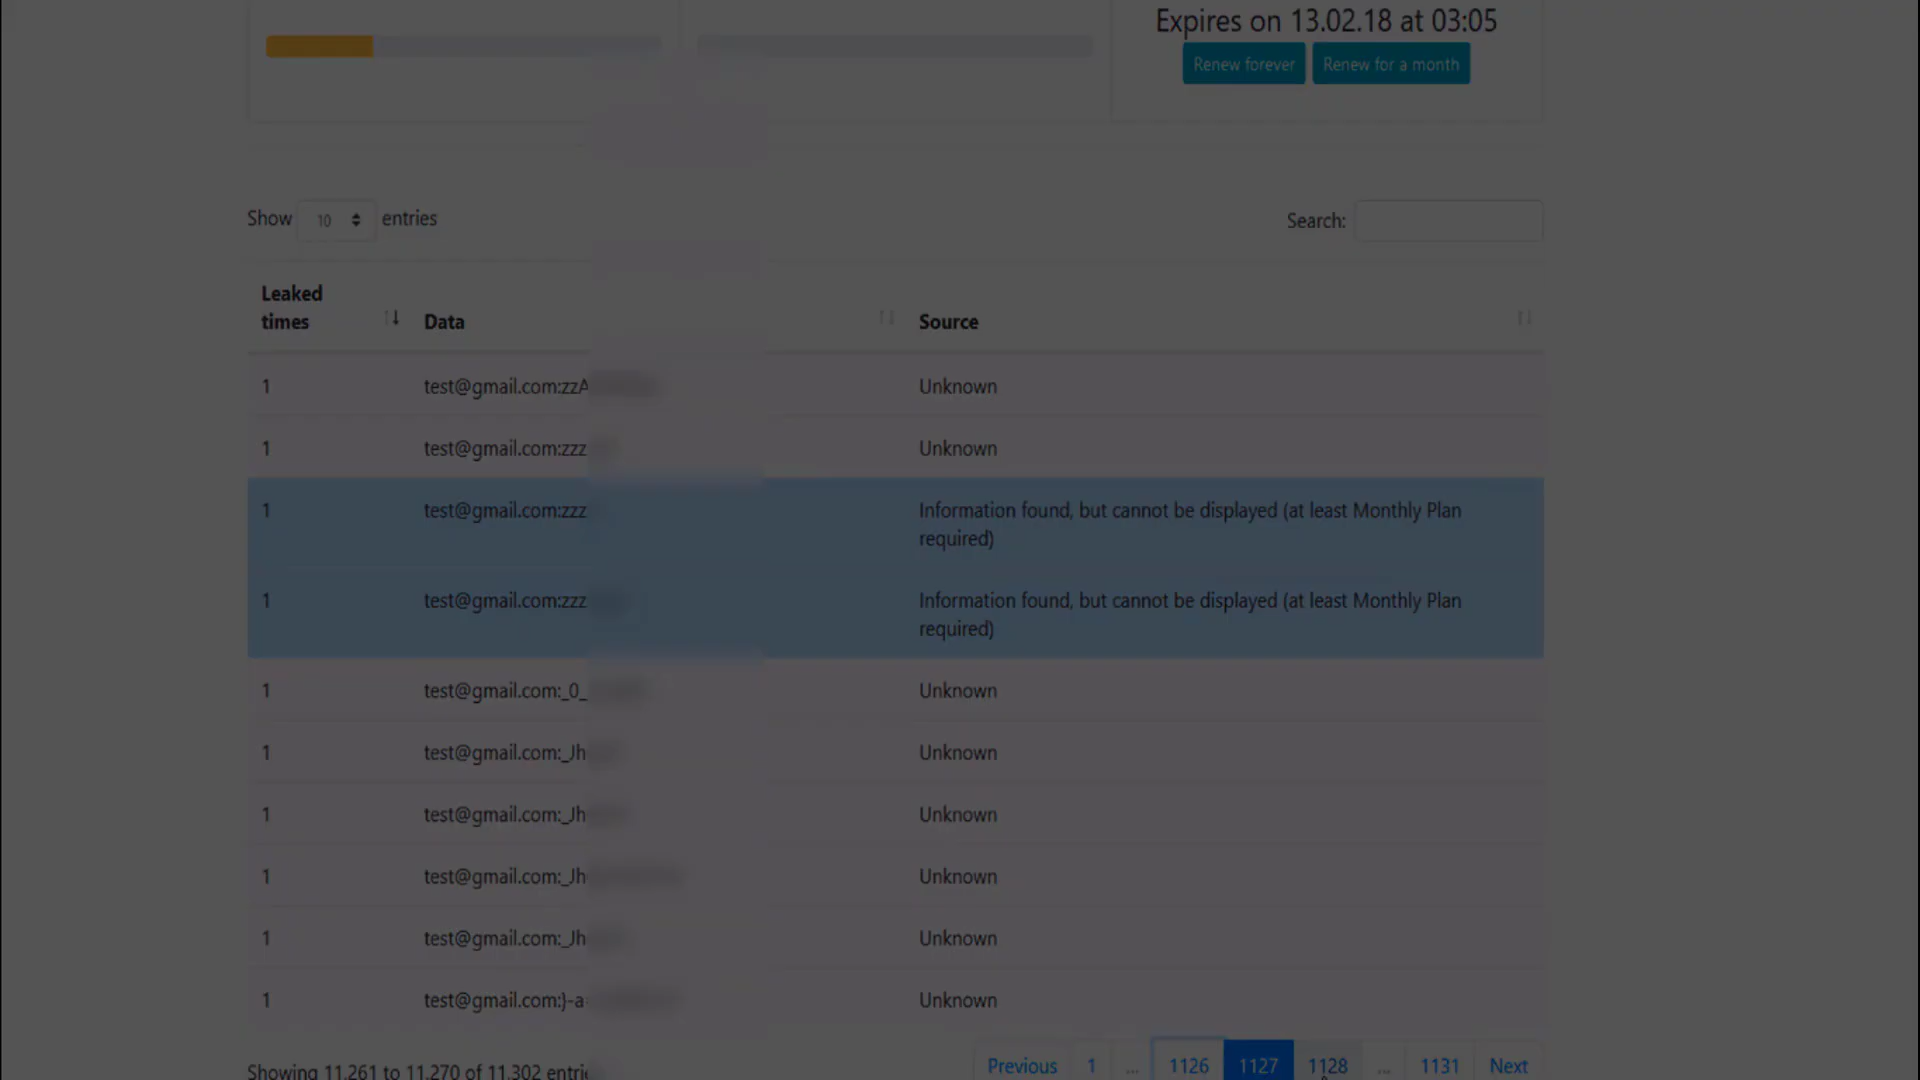 Expires on 13.02.18 at 03:05
Renew forever Renew for a month
Show 10 entries Search:
Leaked times Data Source
1 test@gmail.com:zzA Unknown
1 test@gmail.com:zzz Unknown
1 test@gmail.com:zzz Information found, but cannot be displayed (at least Monthly Plan
required)
1 test@gmail.com:zzz Information found, but cannot be displayed (at least Monthly Plan
required)
1 test@gmail.com:_0_ Unknown
1 test@gmail.com:_Jh Unknown
1 test@gmail.com:_Jh Unknown
1 test@gmail.com:_Jh Unknown
1 test@gmail.com:_Jh Unknown
1 test@gmail.com:}-a Unknown
Showing 11,261 to 11,270 of 11,302 Previous 1 ... 1126 1127 1128 ... 1131 Next